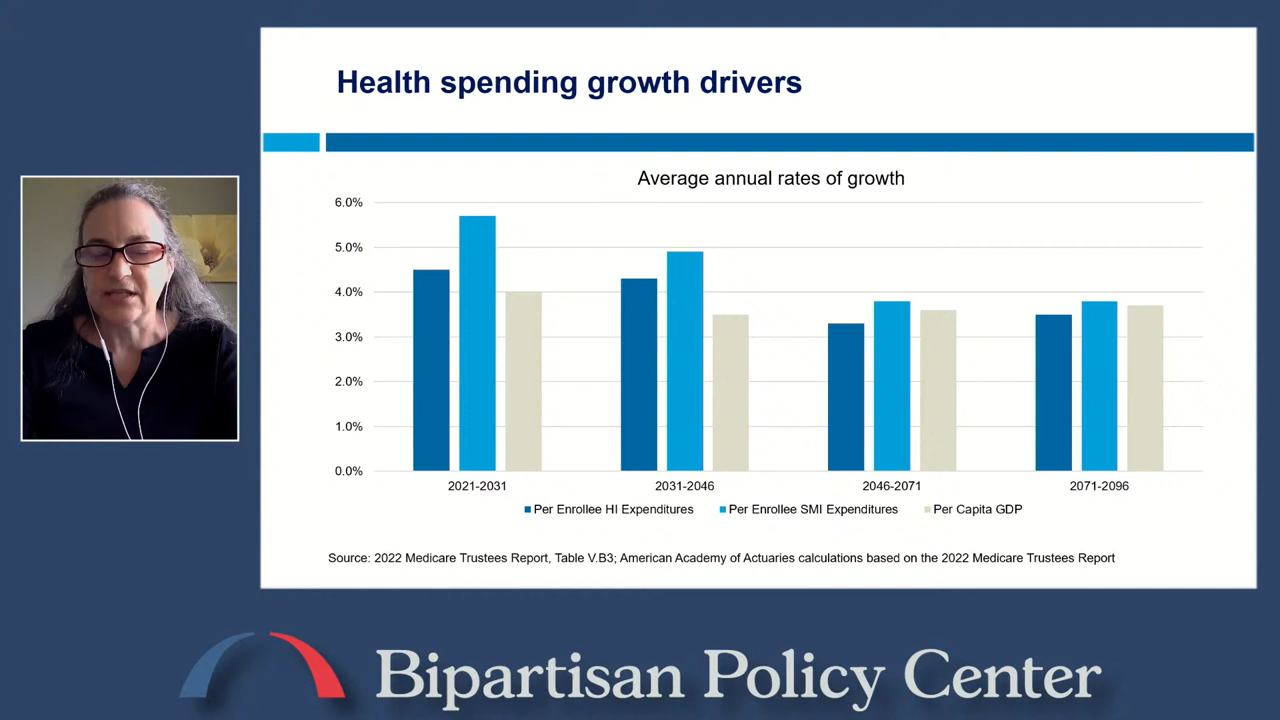 Health spending growth drivers
Average annual rates of growth
6.0%
5.0%
4.0%
3.0%
2.0%
1.0%
0.0%
2021-2031
2031-2046
2046-2071
2071-2096
Per Enrollee HI Expenditures
Per Enrollee SMI Expenditures
Per Capita GDP
Source: 2022 Medicare Trustees Report, Table V.B3; American Academy of Actuaries calculations based on the 2022 Medicare Trustees Report
Bipartisan Policy Center